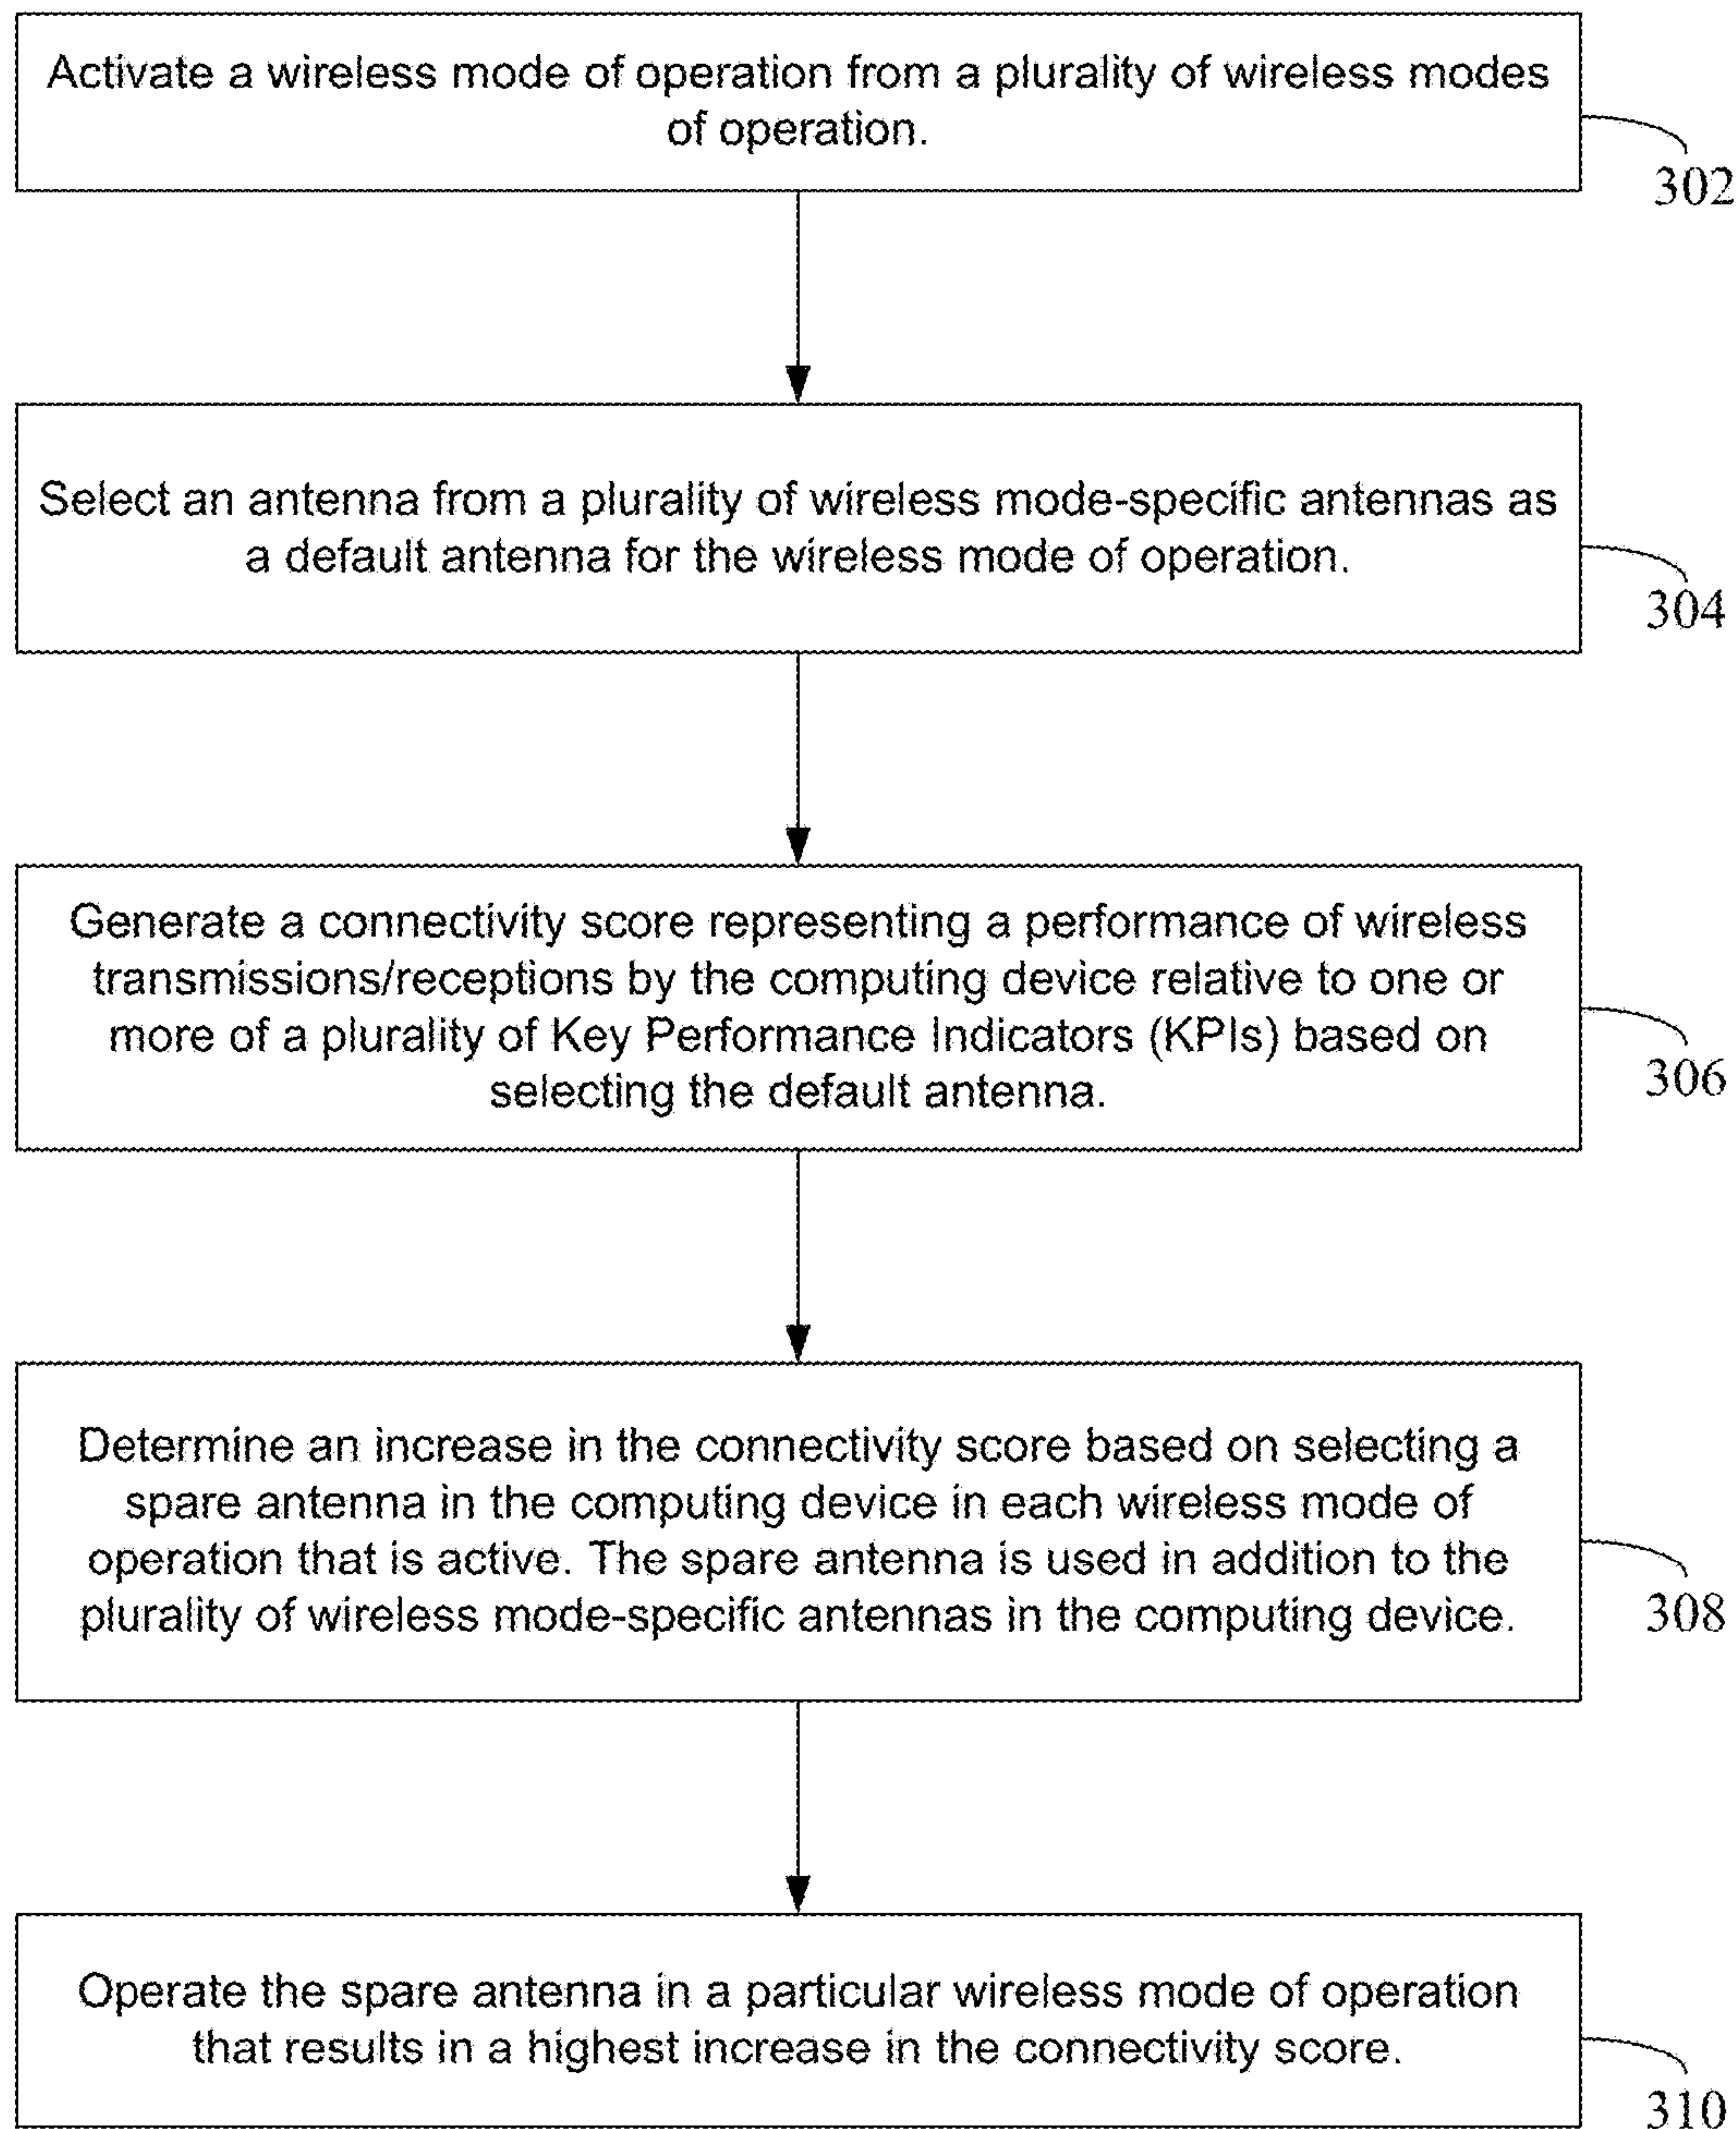 Activate a wireless mode of operation from a plurality of wireless modes
of operation.
302
Select an antenna from a plurality of wireless mode-specific antennas as
a default antenna for the wireless mode of operation.
304
Generate a connectivity score representing a performance of wireless
transmissions/receptions by the computing device relative to one or
more of a plurality of Key Performance Indicators (KPIs) based on
selecting the default antenna.
306
Determine an increase in the connectivity score based on selecting a
spare antenna in the computing device in each wireless mode of
operation that is active. The spare antenna is used in addition to the
plurality of wireless mode-specific antennas in the computing device.
308
Operate the spare antenna in a particular wireless mode of operation
that results in a highest increase in the connectivity score.
310